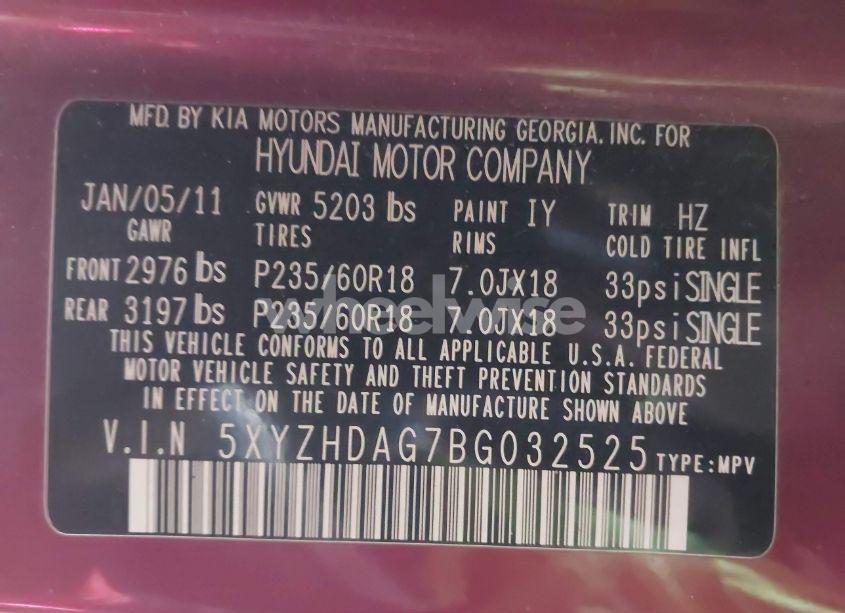 MFD. BY KIA MOTORS MANUFACTURING GEORGIA, INC. FOR
HYUNDAI MOTOR COMPANY
JAN/05/11 GVWR 5203 lbs PAINT IY TRIM HZ
GAWR TIRES RIMS COLD TIRE INFL
FRONT 2976 lbs P235/60R18 7.0JX18 33psi SINGLE
REAR 3197 lbs P235/60R18 7.0JX18 33psi SINGLE
wheelwise
THIS VEHICLE CONFORMS TO ALL APPLICABLE U.S.A. FEDERAL
MOTOR VEHICLE SAFETY AND THEFT PREVENTION STANDARDS
IN EFFECT ON THE DATE OF MANUFACTURE SHOWN ABOVE
V.I.N 5XYZHDAG7BG032525 TYPE:MPV